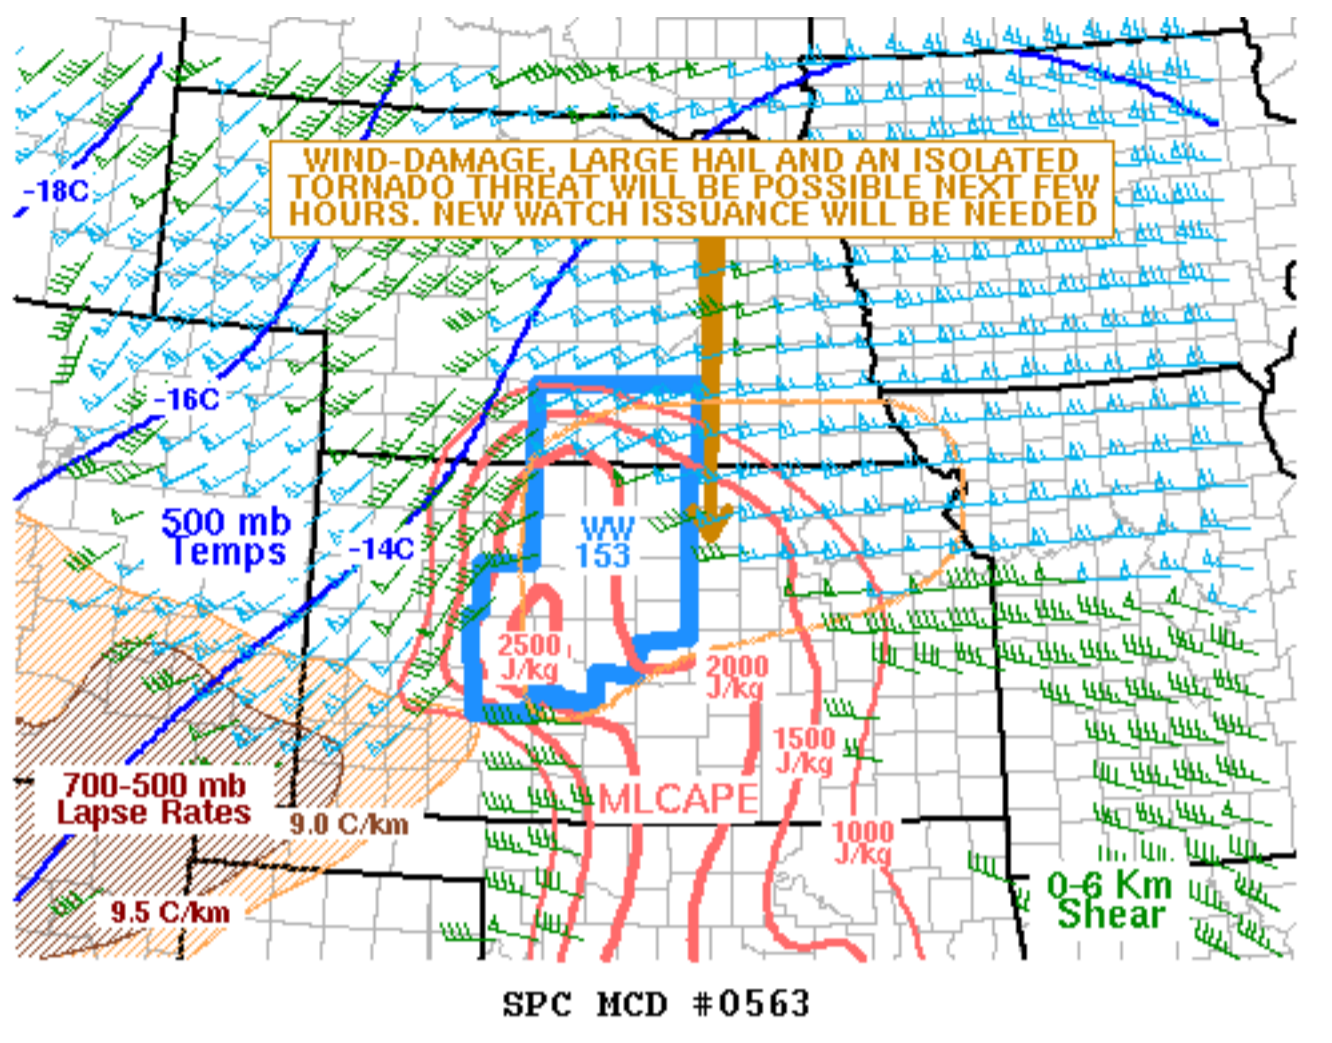 WIND-DAMAGE, LARGE HAIL AND AN ISOLATED
TORNADO THREAT WILL BE POSSIBLE NEXT FEW
HOURS. NEW WATCH ISSUANCE WILL BE NEEDED
-18C
-16C
500 mb
Temps
-14C
WW
153
2500
J/kg
2000
J/kg
1500
J/kg
700-500 mb
Lapse Rates
MLCAPE
9.0 C/km
1000
J/kg
0-6 Km
Shear
9.5 C/km
SPC MCD #0563